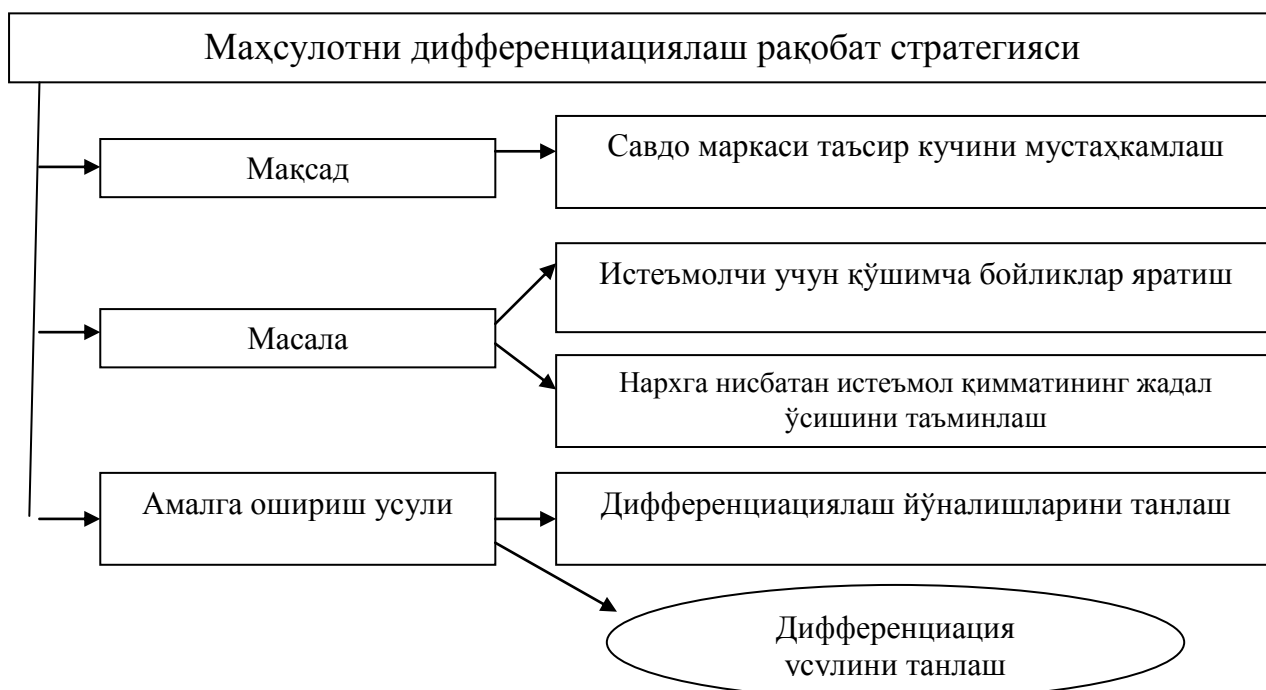 Маҳсулотни дифференциациялаш рақобат стратегияси
Мақсад
Савдо маркаси таъсир кучини мустаҳкамлаш
Масала
Истеъмолчи учун қўшимча бойликлар яратиш
Нархга нисбатан истеъмол қимматининг жадал
ўсишини таъминлаш
Амалга ошириш усули
Дифференциациялаш йўналишларини танлаш
Дифференциация
усулини танлаш